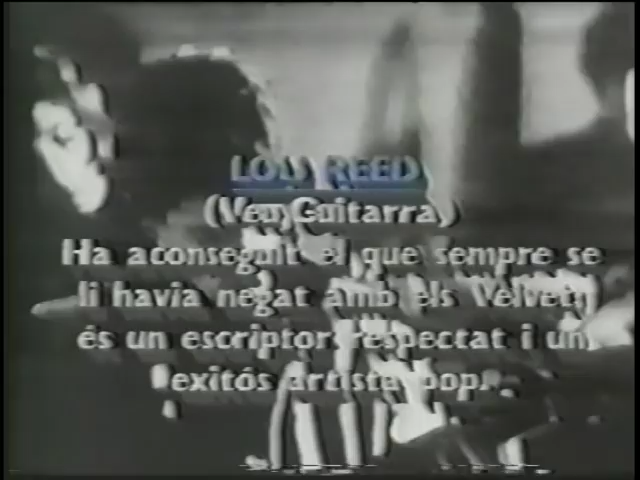 LOU REED
(Veu,Guitarra,)
Ha aconseguit el que sempre se
li havia negat amb els Velvet;
és un escriptor respectat i un
exitós artista pop.